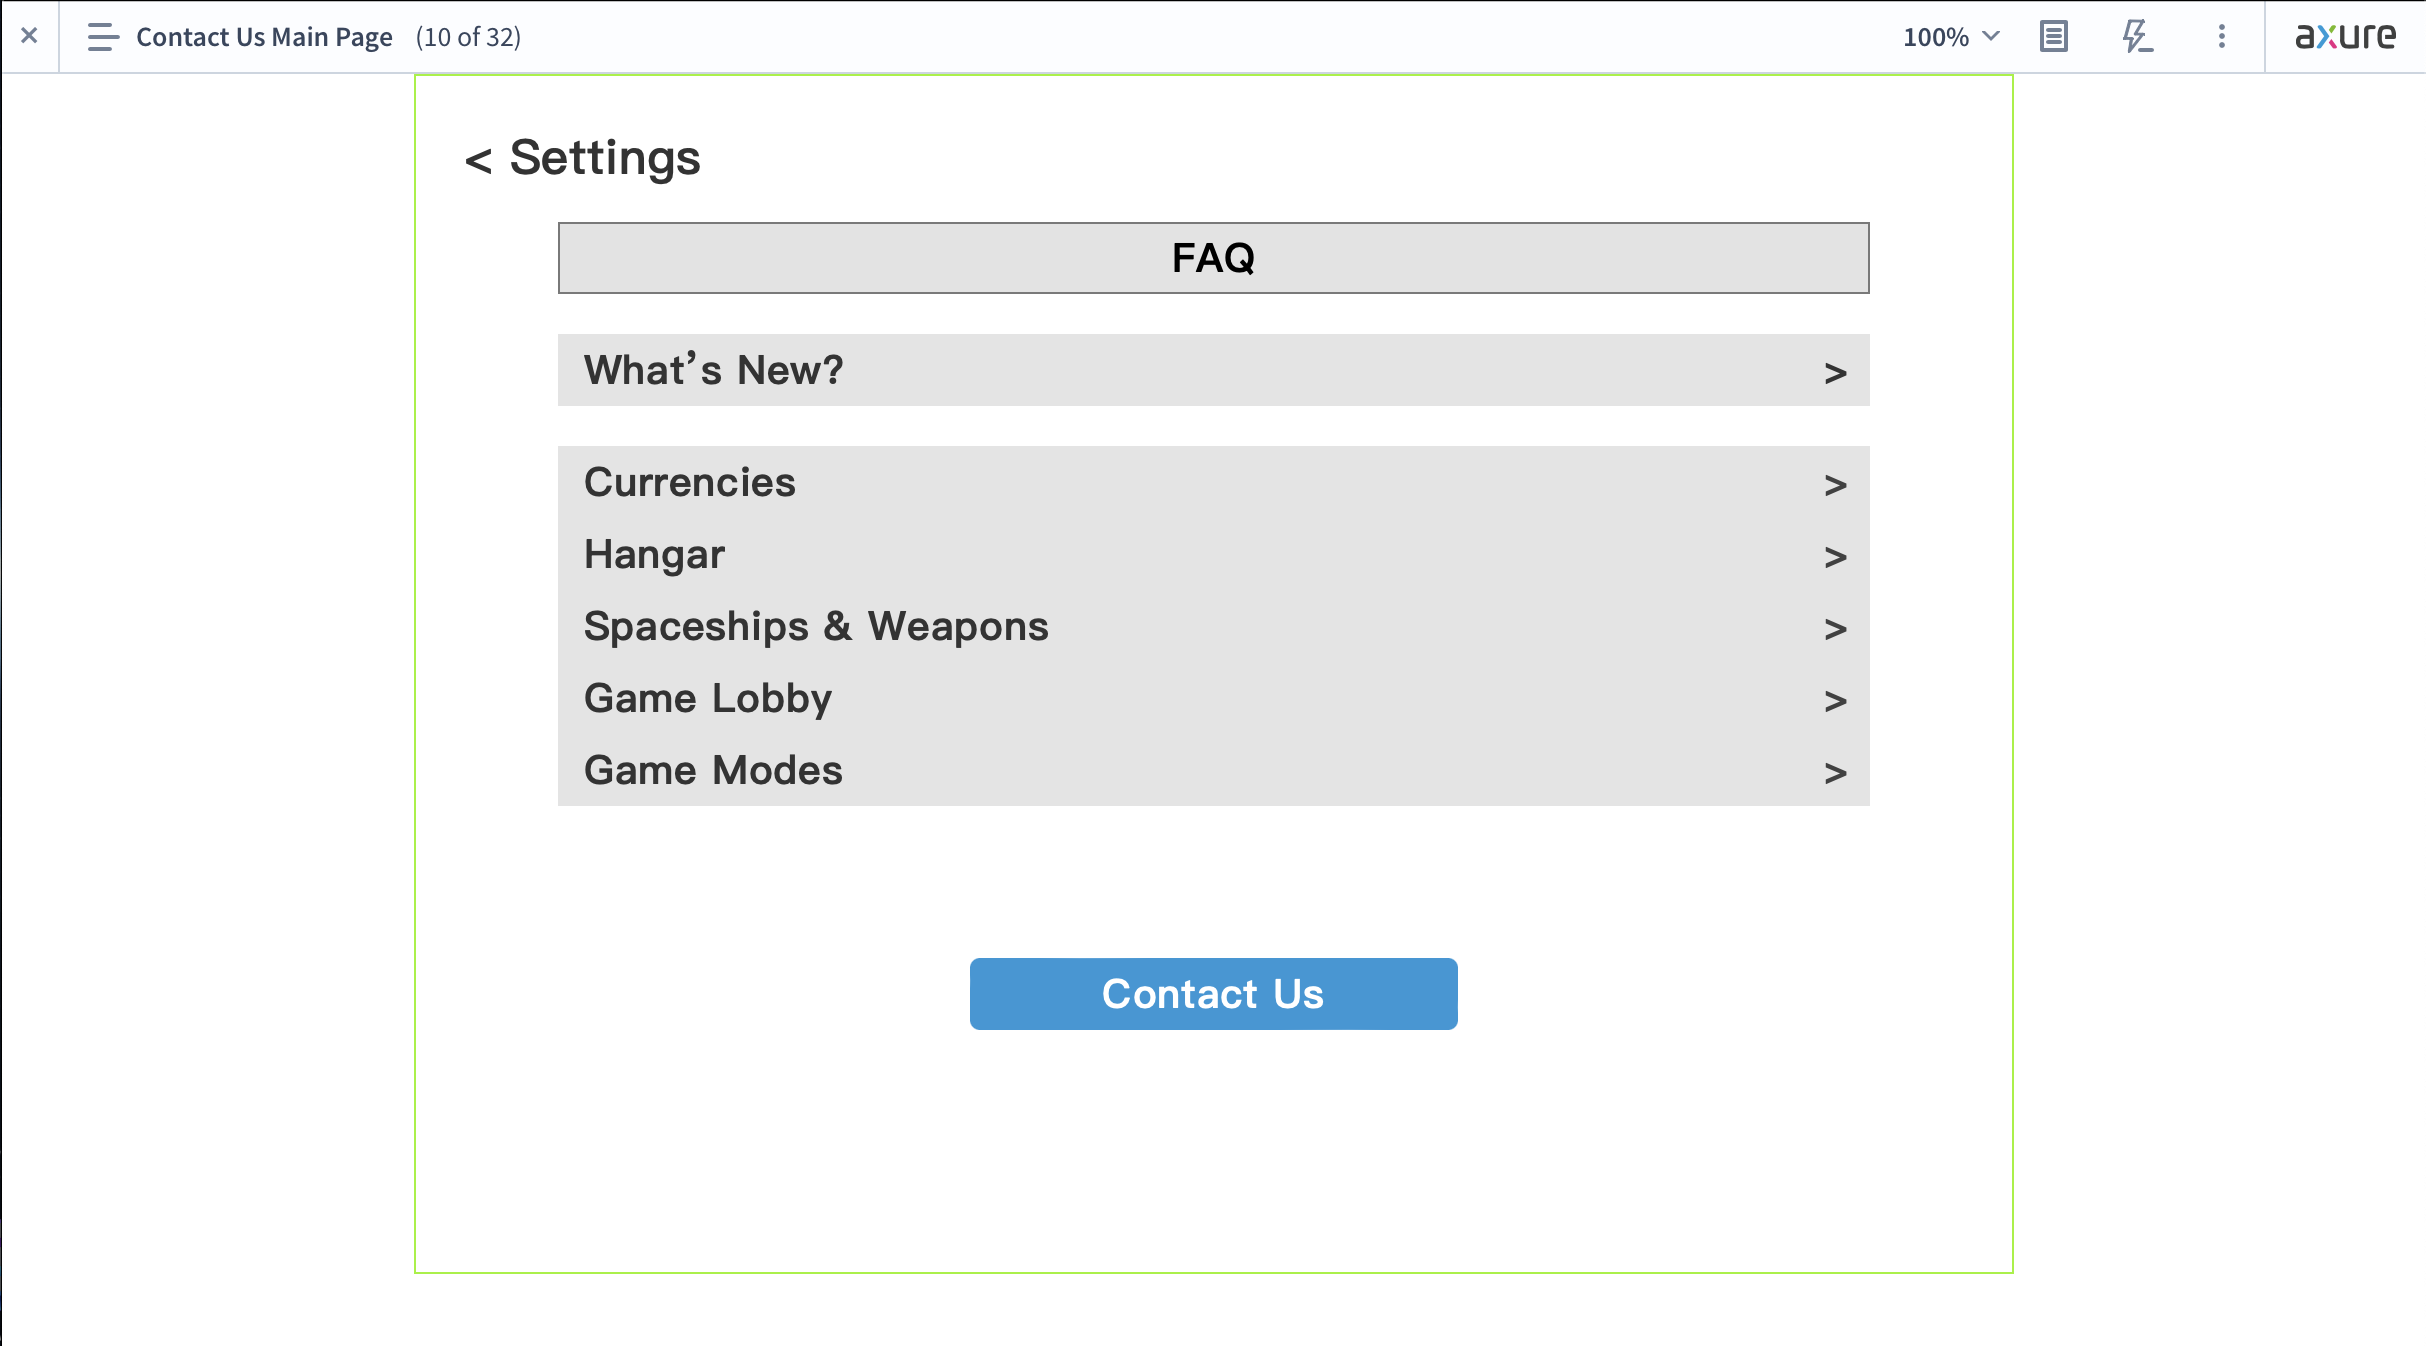 × Contact Us Main Page (10 of 32) 100% axure
< Settings
FAQ
What's New? >
Currencies >
Hangar >
Spaceships & Weapons >
Game Lobby >
Game Modes >
Contact Us